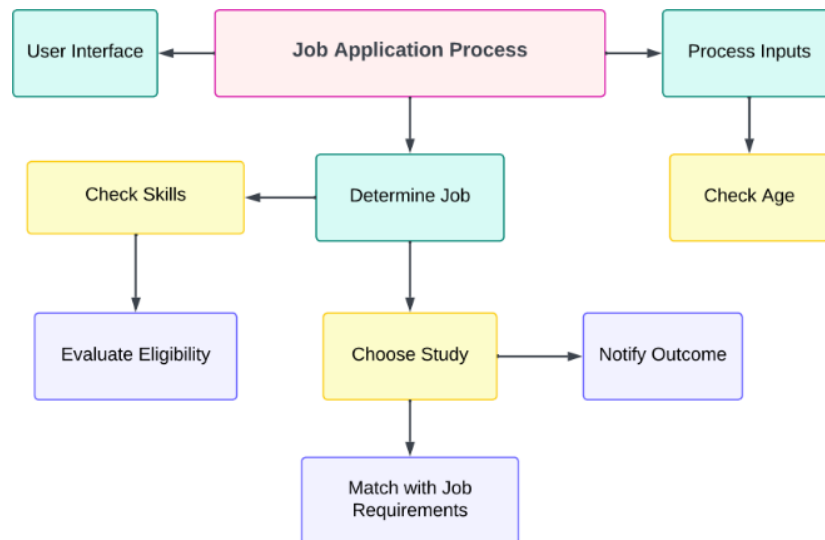 User Interface
Job Application Process
Process Inputs
Check Skills
Determine Job
Check Age
Evaluate Eligibility
Choose Study
Notify Outcome
Match with Job
Requirements